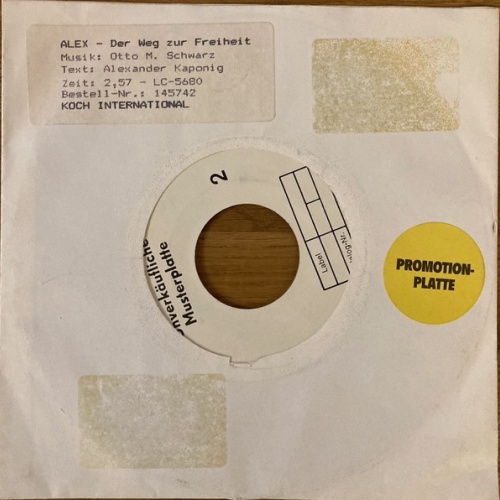 ALEX - Der Weg zur Freiheit
Musik: Otto M. Schwarz
Text: Alexander Kaponig
Zeit: 2,57 - LC-5680
Bestell-Nr.: 145742
KOCH INTERNATIONAL
2
Label
Musterplatte
PROMOTION-
PLATTE